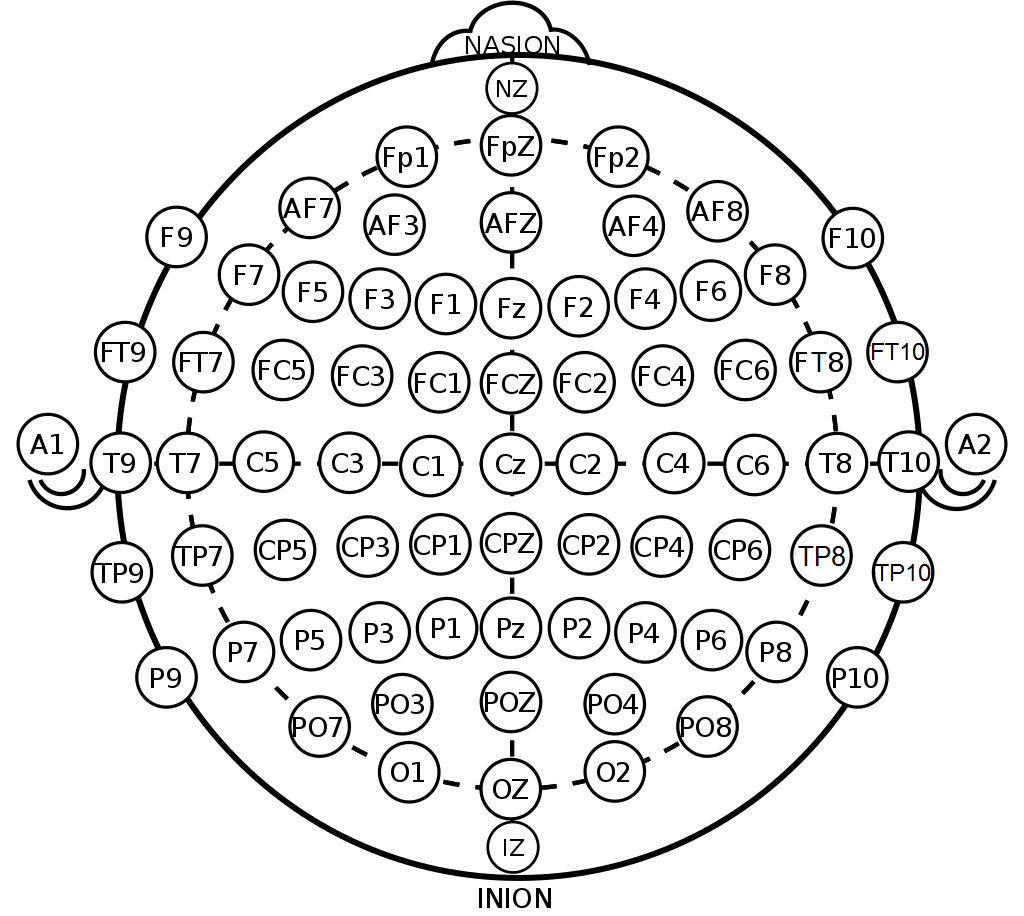 NASION
NZ
Fp1 FpZ Fp2
AF7 AF3 AFZ AF4 AF8
F9 F7 F5 F3 F1 Fz F2 F4 F6 F8 F10
FT9 FT7 FC5 FC3 FC1 FCZ FC2 FC4 FC6 FT8 FT10
A1 T9 T7 C5 C3 C1 Cz C2 C4 C6 T8 T10 A2
TP9 TP7 CP5 CP3 CP1 CPZ CP2 CP4 CP6 TP8 TP10
P9 P7 P5 P3 P1 Pz P2 P4 P6 P8 P10
PO7 PO3 POZ PO4 PO8
O1 OZ O2
IZ
INION